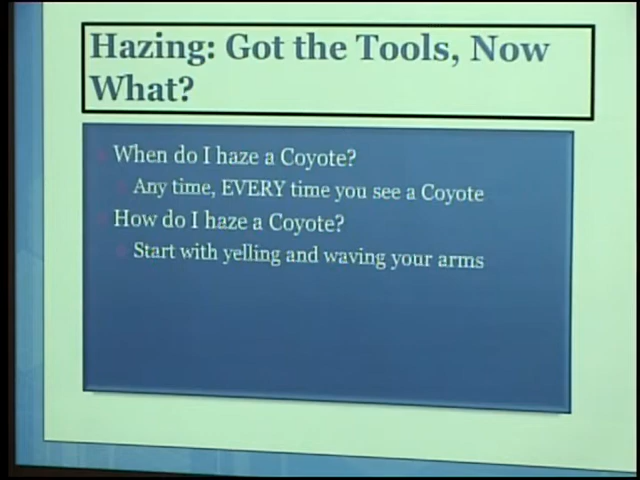 Hazing: Got the Tools, Now
What?
When do I haze a Coyote?
Any time, EVERY time you see a Coyote
How do I haze a Coyote?
Start with yelling and waving your arms